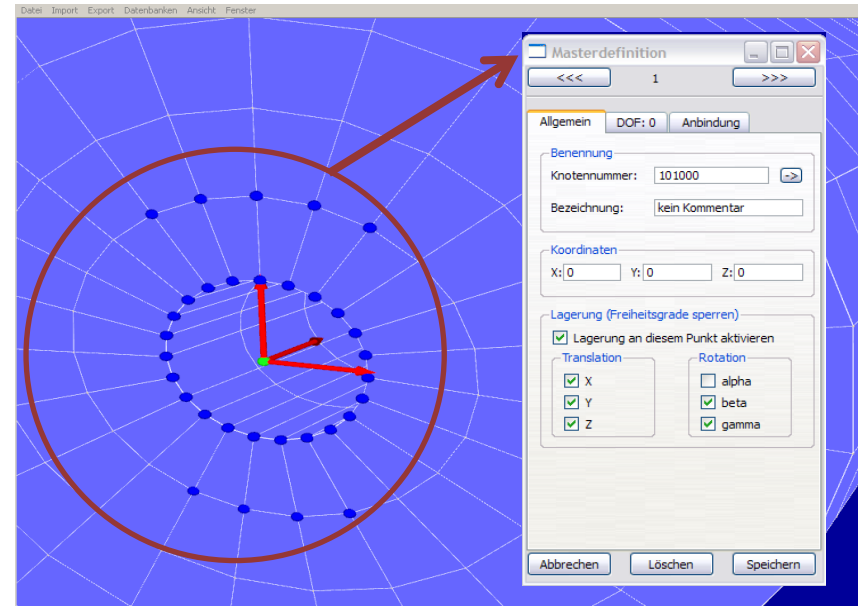 Datei Import Export Datenbanken Ansicht Fenster
Masterdefinition
<<< 1 >>>
Allgemein DOF: 0 Anbindung
Benennung
Knotennummer: 101000 ->
Bezeichnung: kein Kommentar
Koordinaten
X: 0 Y: 0 Z: 0
Lagerung (Freiheitsgrade sperren)
Lagerung an diesem Punkt aktivieren
Translation Rotation
X alpha
Y beta
Z gamma
Abbrechen Löschen Speichern